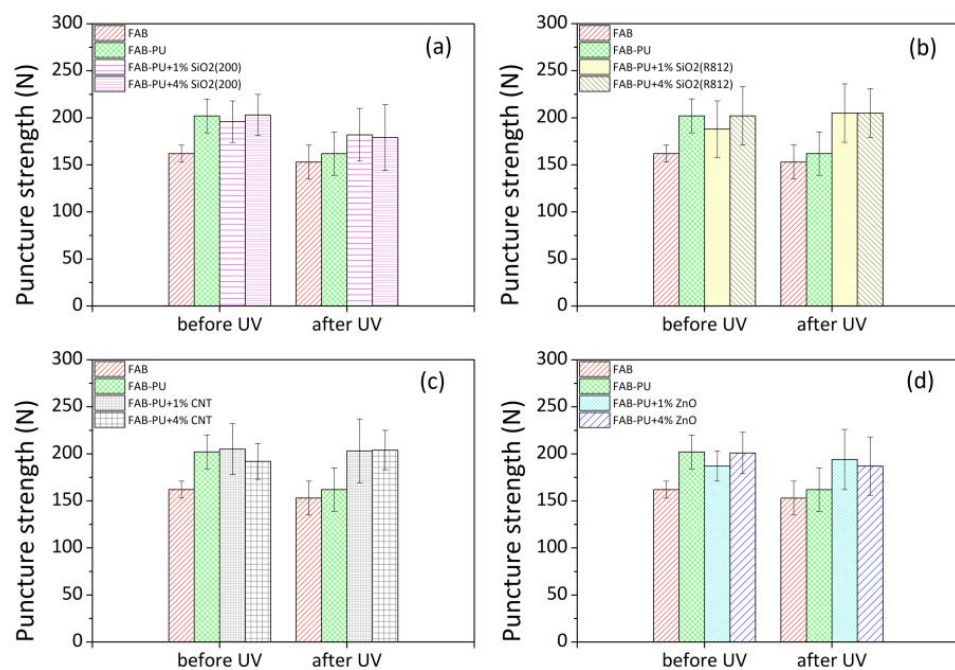 300
250
200
150
100
50
0
Puncture strength (N)
FAB
FAB-PU
FAB-PU+1% SiO2(200)
FAB-PU+4% SiO2(200)
(a)
before UV
after UV
300
250
200
150
100
50
0
Puncture strength (N)
FAB
FAB-PU
FAB-PU+1% SiO2(R812)
FAB-PU+4% SiO2(R812)
(b)
before UV
after UV
300
250
200
150
100
50
0
Puncture strength (N)
FAB
FAB-PU
FAB-PU+1% CNT
FAB-PU+4% CNT
(c)
before UV
after UV
300
250
200
150
100
50
0
Puncture strength (N)
FAB
FAB-PU
FAB-PU+1% ZnO
FAB-PU+4% ZnO
(d)
before UV
after UV